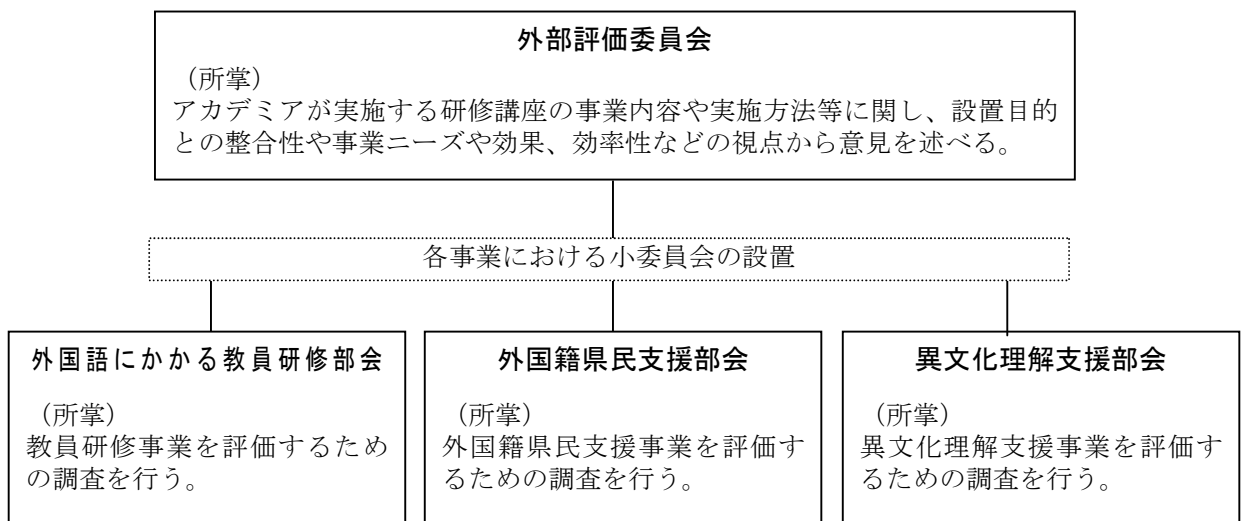 外部評価委員会
（所掌）
アカデミアが実施する研修講座の事業内容や実施方法等に関し、設置目的
との整合性や事業ニーズや効果、効率性などの視点から意見を述べる。
各事業における小委員会の設置
外国語にかかる教員研修部会
（所掌）
教員研修事業を評価するため
の調査を行う。
外国籍県民支援部会
（所掌）
外国籍県民支援事業を評価す
るための調査を行う。
異文化理解支援部会
（所掌）
異文化理解支援事業を評価す
るための調査を行う。